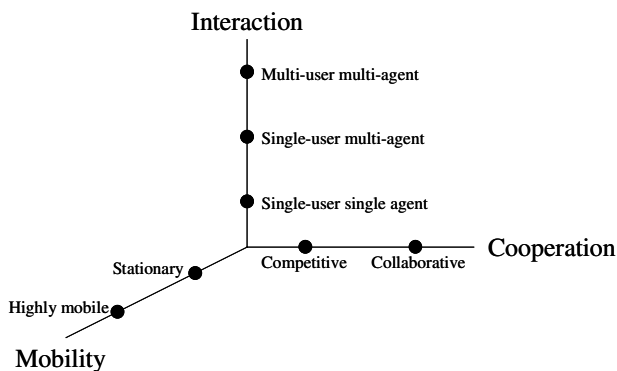 Interaction
Multi-user multi-agent
Single-user multi-agent
Single-user single agent
Cooperation
Competitive
Collaborative
Stationary
Highly mobile
Mobility